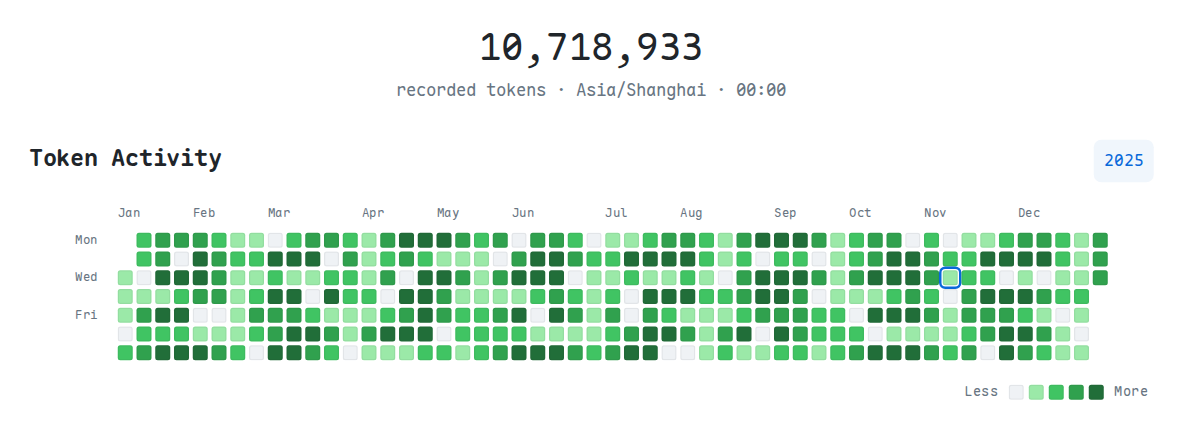 10,718,933
recorded tokens · Asia/Shanghai · 00:00
Token Activity
2025
Jan Feb Mar Apr May Jun Jul Aug Sep Oct Nov Dec
Mon
Wed
Fri
Less More